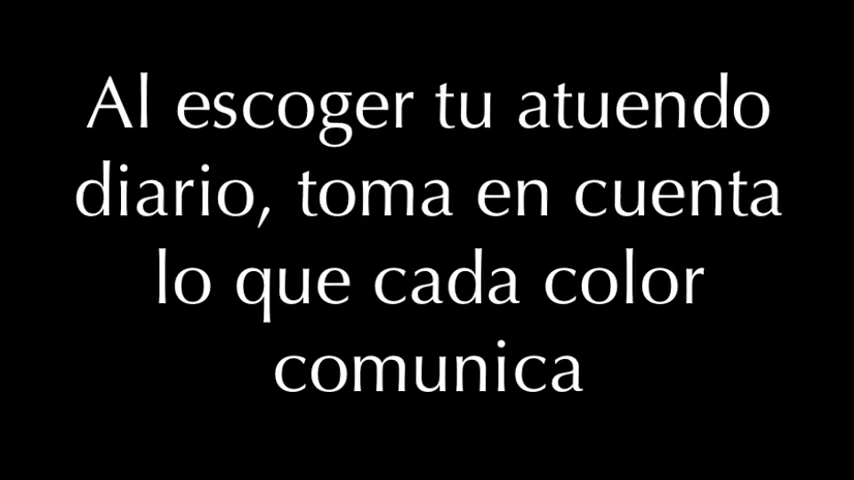 Al escoger tu atuendo
diario, toma en cuenta
lo que cada color
comunica